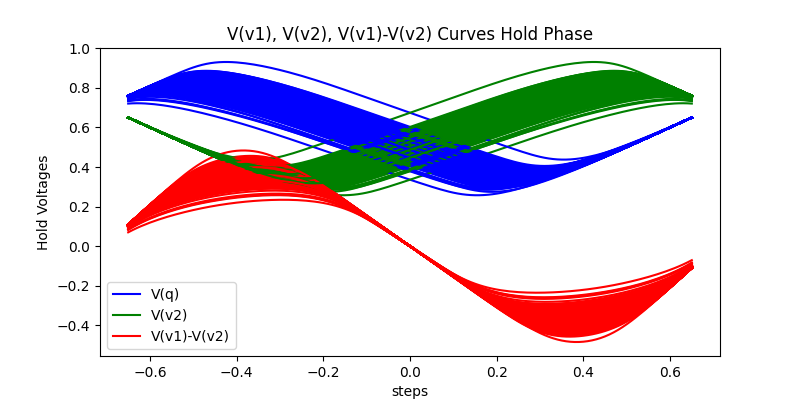 V(v1), V(v2), V(v1)-V(v2) Curves Hold Phase
Hold Voltages
1.0
0.8
0.6
0.4
0.2
0.0
−0.2
−0.4
V(q)
V(v2)
V(v1)-V(v2)
−0.6
−0.4
−0.2
0.0
0.2
0.4
0.6
steps